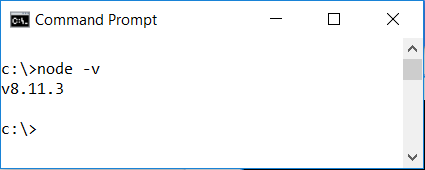 Command Prompt
c:\>node -v
v8.11.3
c:\>